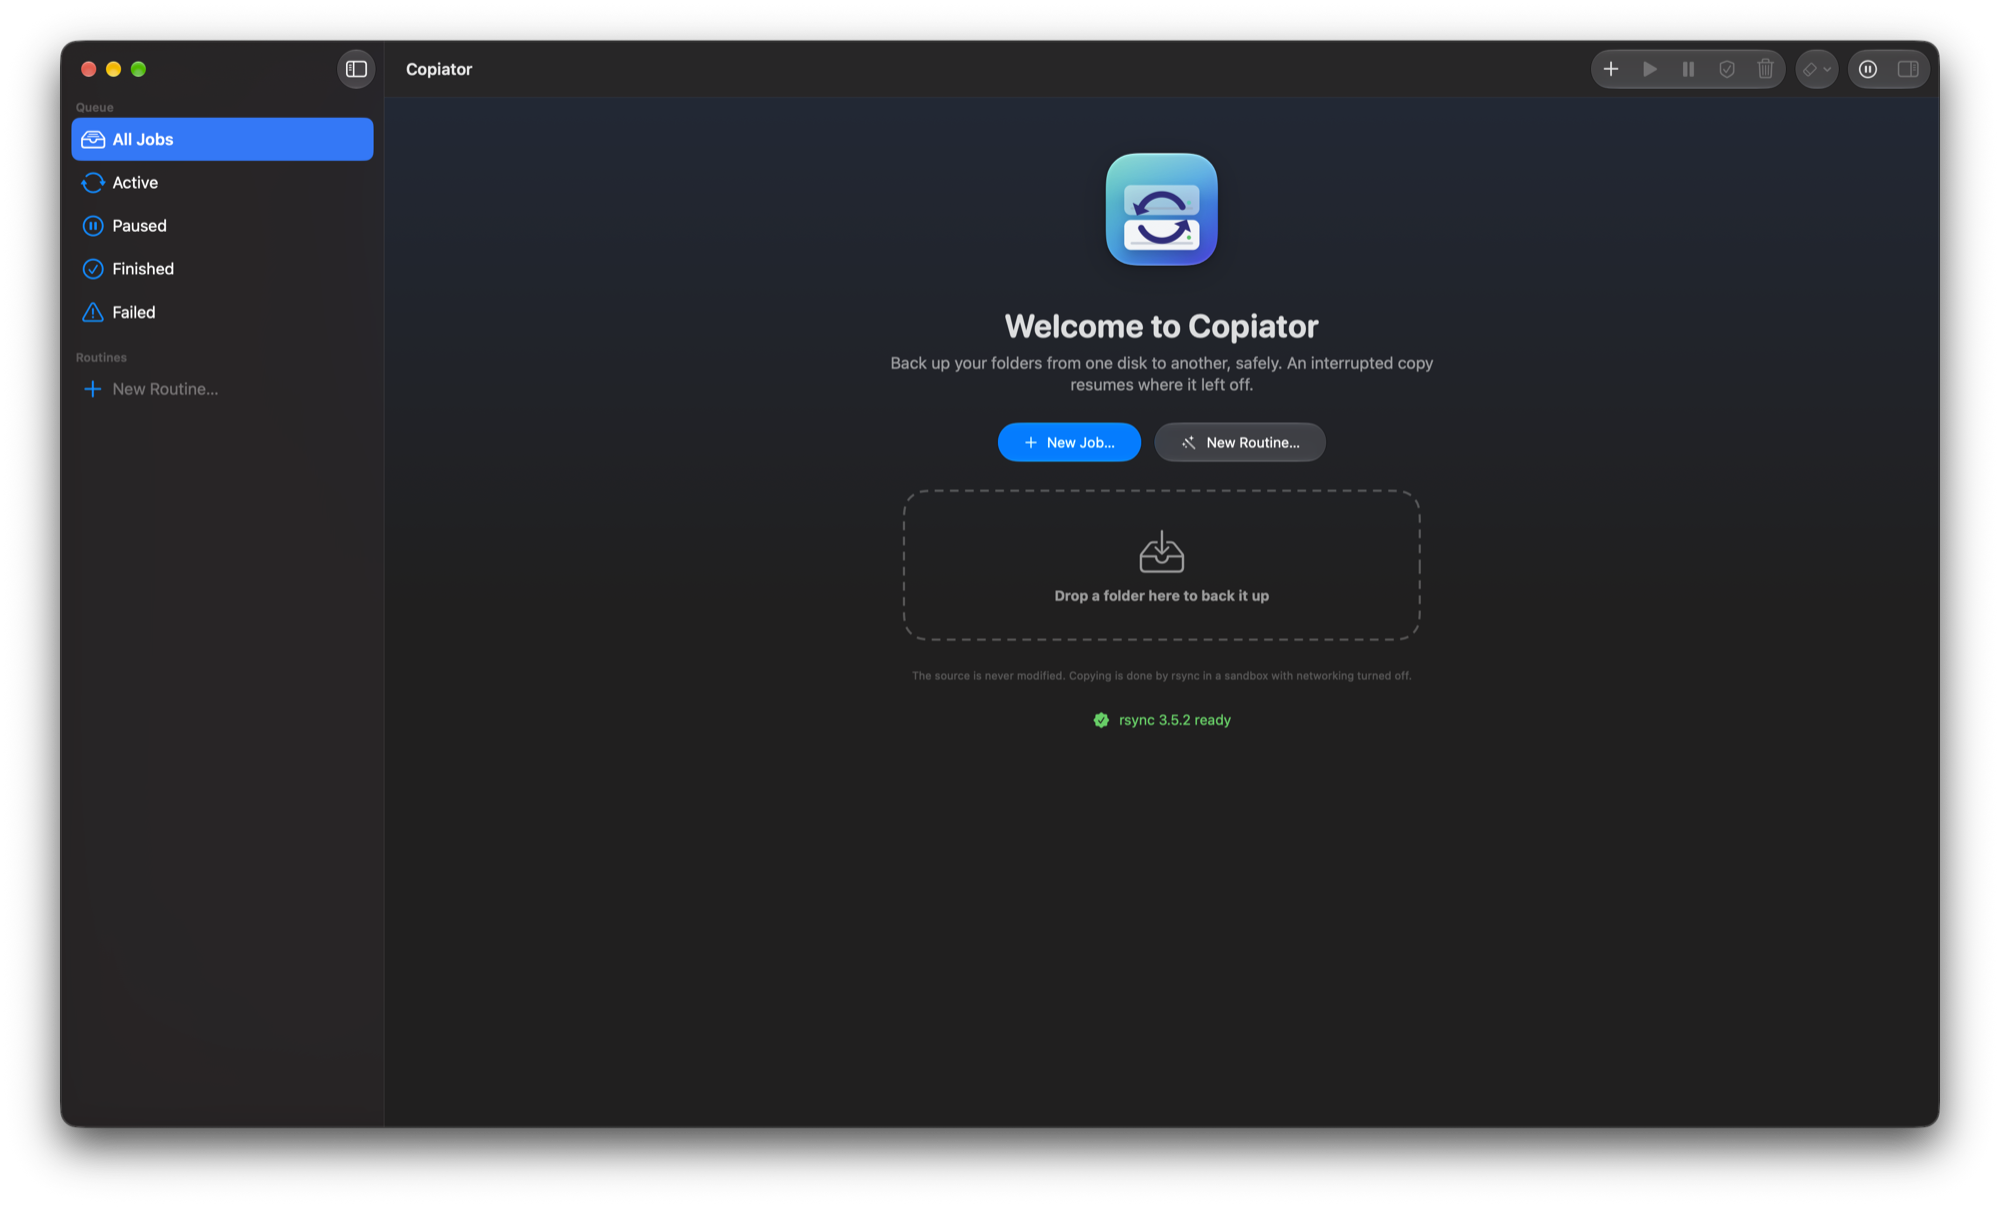 Copiator
Queue
All Jobs
Active
Paused
Finished
Failed
Routines
New Routine...
Welcome to Copiator
Back up your folders from one disk to another, safely. An interrupted copy
resumes where it left off.
New Job...
New Routine...
Drop a folder here to back it up
The source is never modified. Copying is done by rsync in a sandbox with networking turned off.
rsync 3.5.2 ready